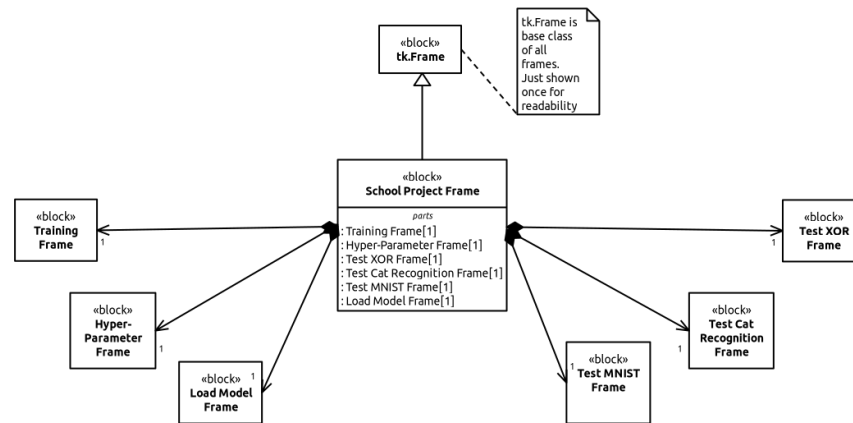 «block»
tk.Frame
tk.Frame is
base class
of all
frames.
Just shown
once for
readability
«block»
School Project Frame
parts
: Training Frame[1]
: Hyper-Parameter Frame[1]
: Test XOR Frame[1]
: Test Cat Recognition Frame[1]
: Test MNIST Frame[1]
: Load Model Frame[1]
«block»
Training
Frame
1
«block»
Test XOR
Frame
1
«block»
Hyper-
Parameter
Frame
1
«block»
Test Cat
Recognition
Frame
1
«block»
Load Model
Frame
1
«block»
Test MNIST
Frame
1